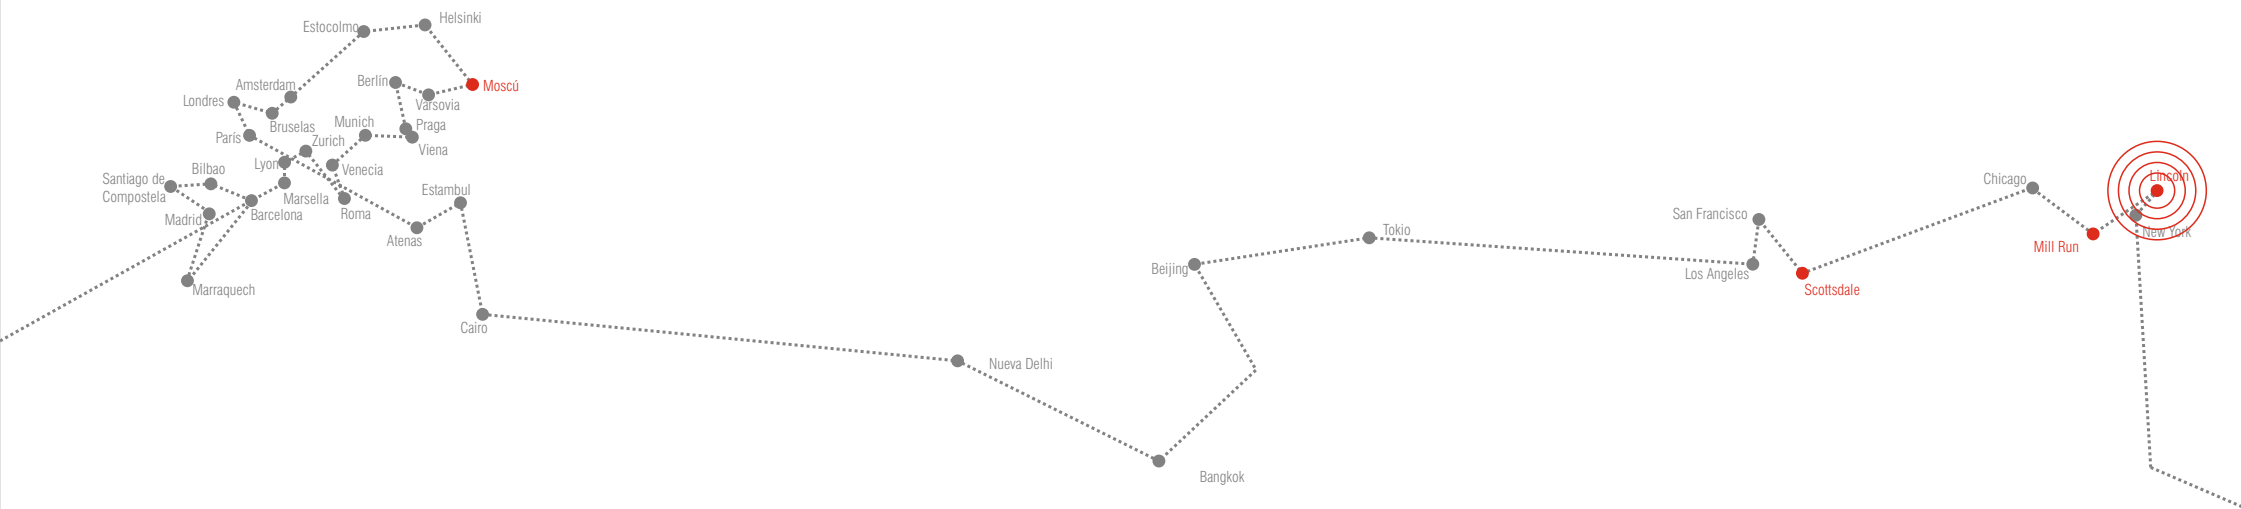 Helsinki
Estocolmo
Berlín
Moscú
Amsterdam
Londres
Varsovia
Bruselas
Munich
Praga
París
Zurich
Viena
Lyon
Bilbao
Venecia
Santiago de
Compostela
Estambul
Marsella
Madrid
Barcelona
Roma
Atenas
Marraquech
Cairo
Nueva Delhi
Bangkok
Beijing
Tokio
San Francisco
Los Angeles
Scottsdale
Chicago
Mill Run
Lincoln
New York